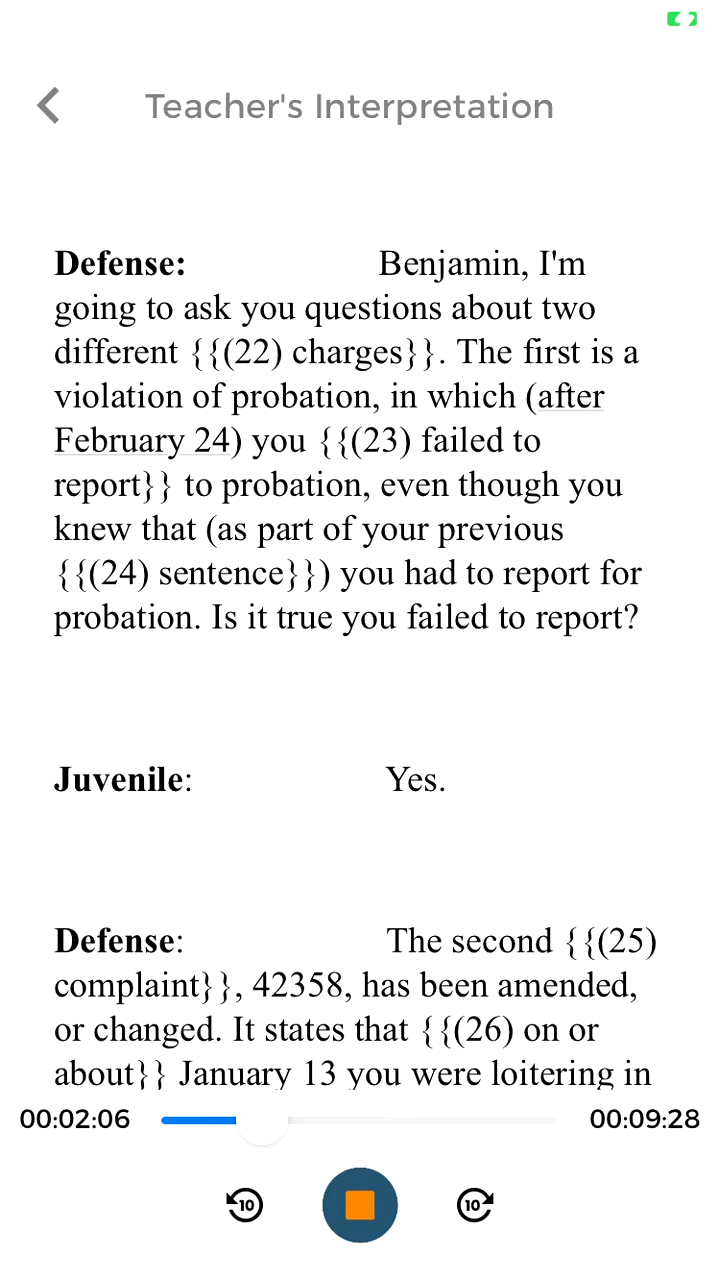 Teacher's Interpretation
Defense: Benjamin, I'm
going to ask you questions about two
different {{(22) charges}}. The first is a
violation of probation, in which (after
February 24) you {{(23) failed to
report}} to probation, even though you
knew that (as part of your previous
{{(24) sentence}}) you had to report for
probation. Is it true you failed to report?
Juvenile: Yes.
Defense: The second {{(25)
complaint}}, 42358, has been amended,
or changed. It states that {{(26) on or
about}} January 13 you were loitering in
00:02:06 00:09:28
10 10